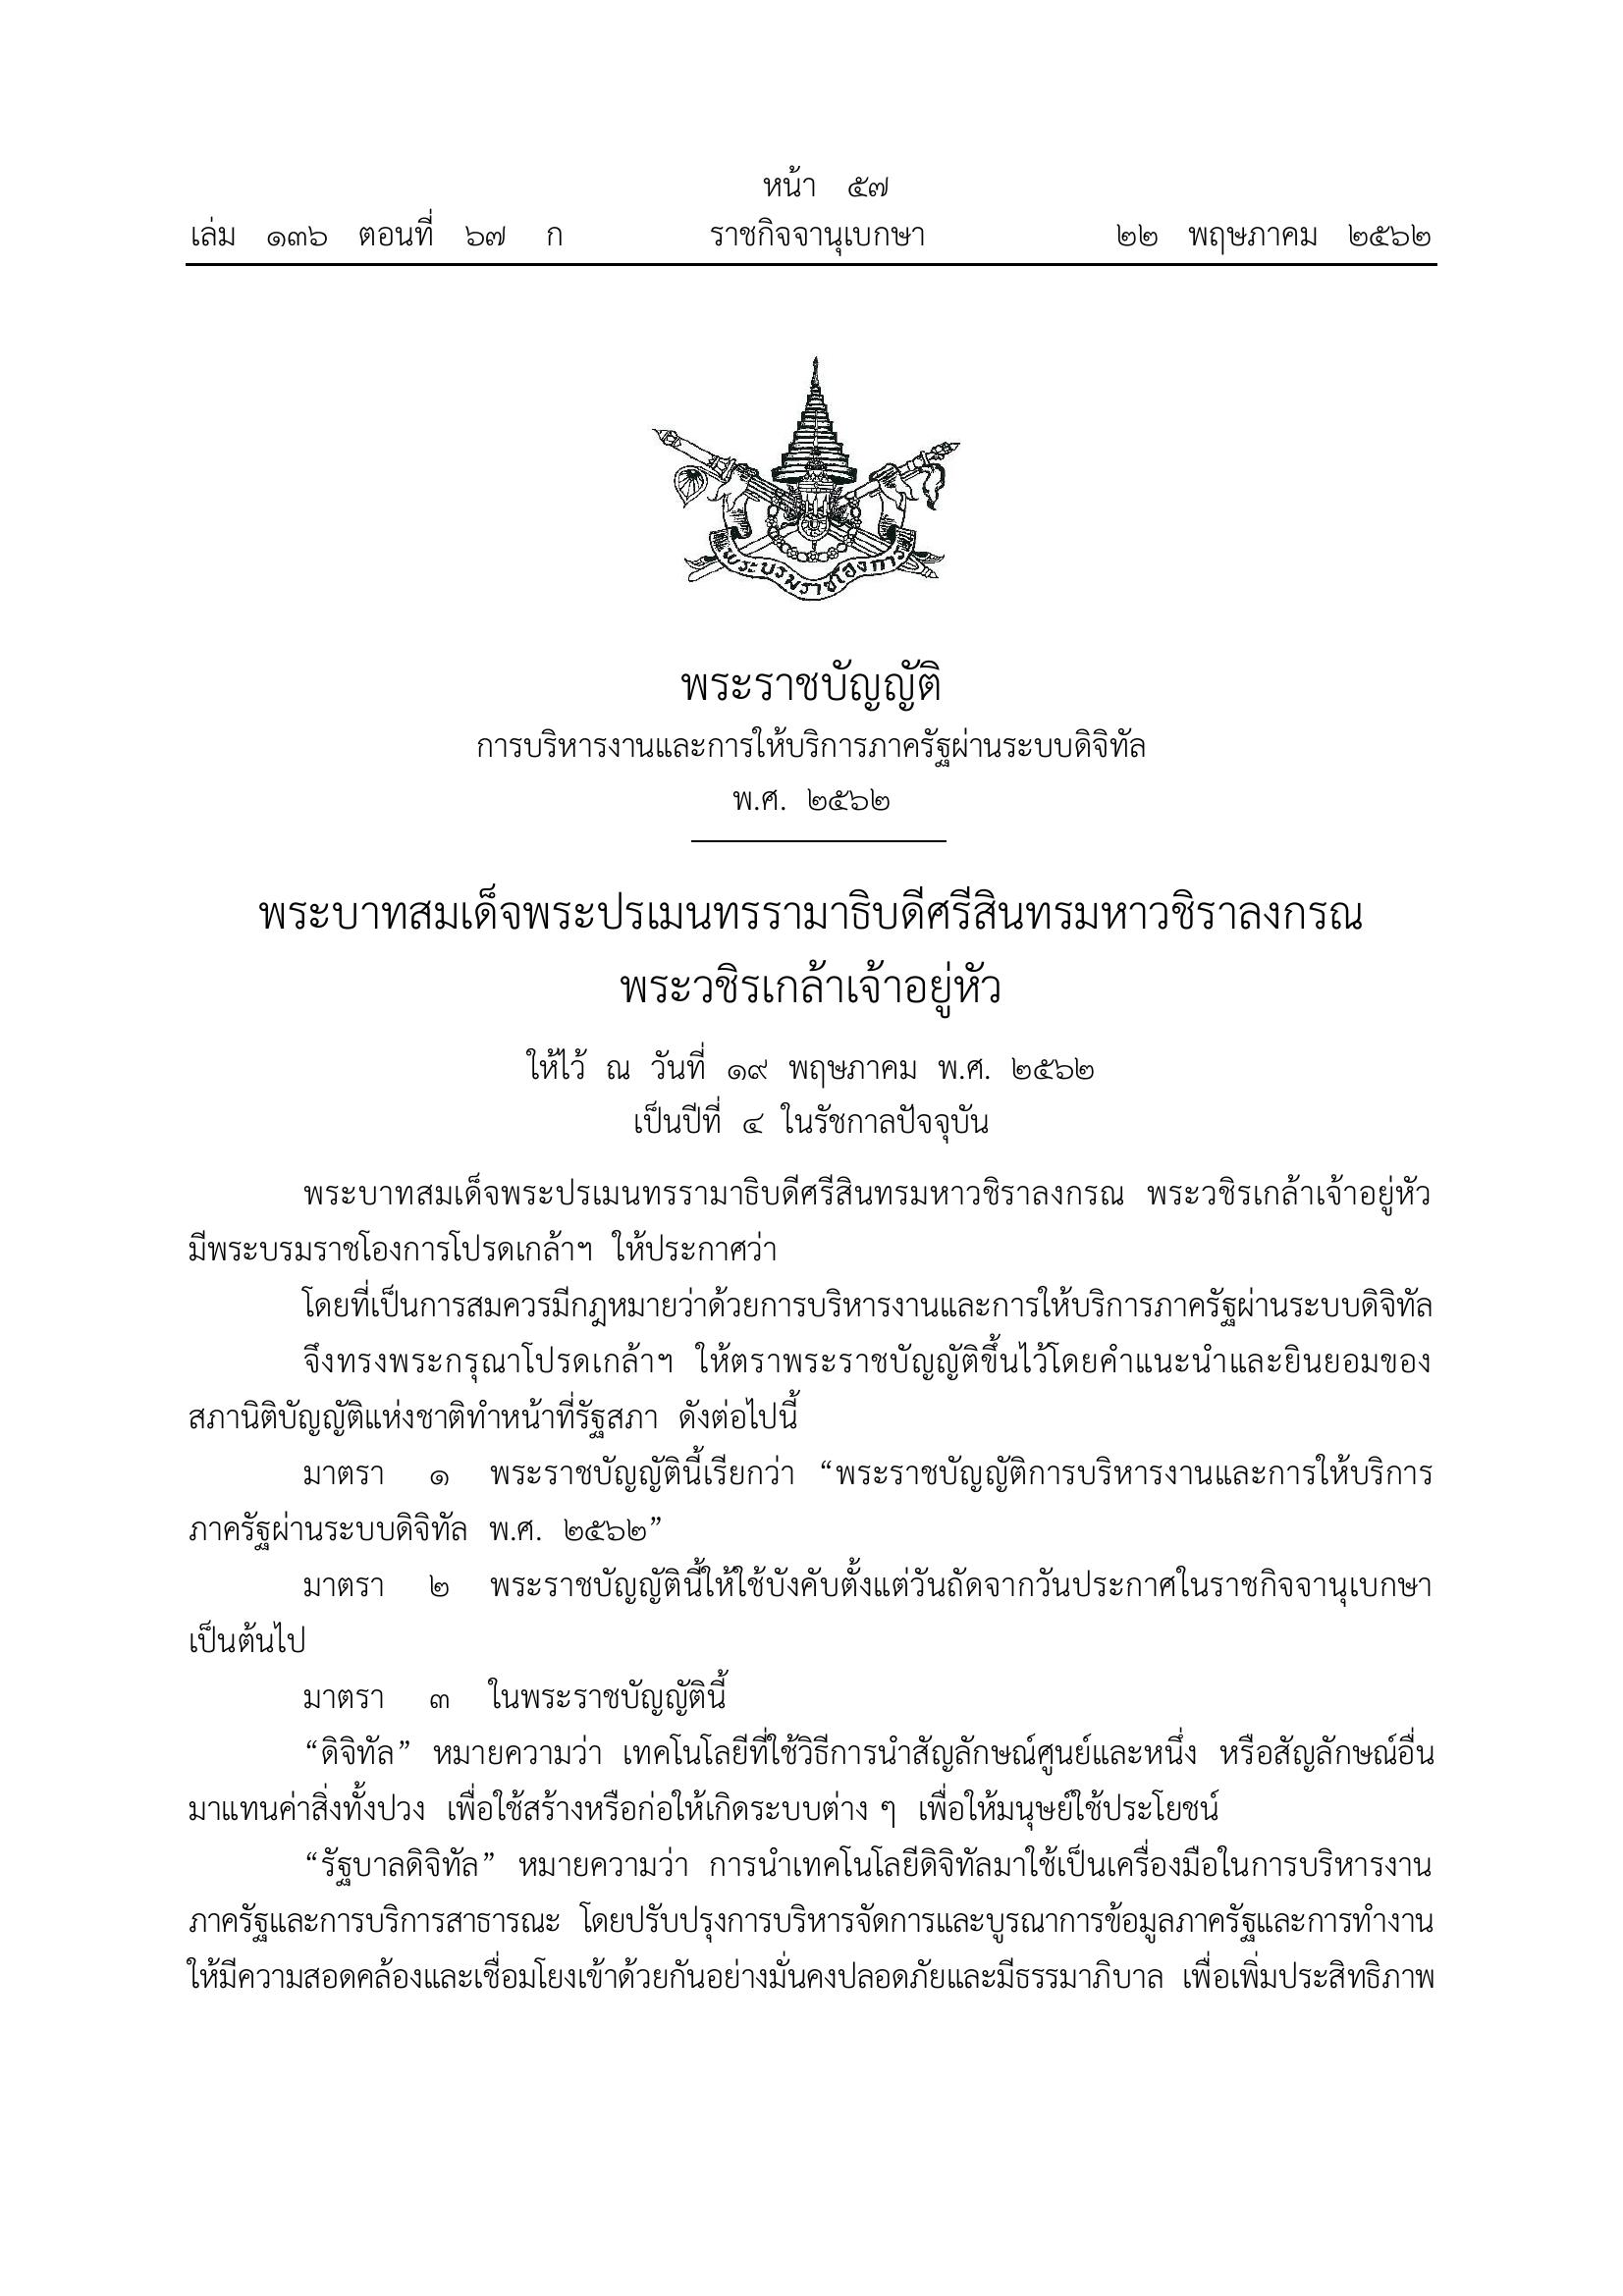 หน้า ๕๗
เล่ม ๑๓๖ ตอนที่ ๖๗ ก ราชกิจจานุเบกษา ๒๒ พฤษภาคม ๒๕๖๒
พระบรมราชโองการ
พระราชบัญญัติ
การบริหารงานและการให้บริการภาครัฐผ่านระบบดิจิทัล
พ.ศ. ๒๕๖๒
พระบาทสมเด็จพระปรเมนทรรามาธิบดีศรีสินทรมหาวชิราลงกรณ
พระวชิรเกล้าเจ้าอยู่หัว
ให้ไว้ ณ วันที่ ๑๙ พฤษภาคม พ.ศ. ๒๕๖๒
เป็นปีที่ ๔ ในรัชกาลปัจจุบัน
พระบาทสมเด็จพระปรเมนทรรามาธิบดีศรีสินทรมหาวชิราลงกรณ พระวชิรเกล้าเจ้าอยู่หัว
มีพระบรมราชโองการโปรดเกล้าฯ ให้ประกาศว่า
โดยที่เป็นการสมควรมีกฎหมายว่าด้วยการบริหารงานและการให้บริการภาครัฐผ่านระบบดิจิทัล
จึงทรงพระกรุณาโปรดเกล้าฯ ให้ตราพระราชบัญญัติขึ้นไว้โดยคำแนะนำและยินยอมของ
สภานิติบัญญัติแห่งชาติทำหน้าที่รัฐสภา ดังต่อไปนี้
มาตรา ๑ พระราชบัญญัตินี้เรียกว่า “พระราชบัญญัติการบริหารงานและการให้บริการ
ภาครัฐผ่านระบบดิจิทัล พ.ศ. ๒๕๖๒”
มาตรา ๒ พระราชบัญญัตินี้ให้ใช้บังคับตั้งแต่วันถัดจากวันประกาศในราชกิจจานุเบกษา
เป็นต้นไป
มาตรา ๓ ในพระราชบัญญัตินี้
“ดิจิทัล” หมายความว่า เทคโนโลยีที่ใช้วิธีการนำสัญลักษณ์ศูนย์และหนึ่ง หรือสัญลักษณ์อื่น
มาแทนค่าสิ่งทั้งปวง เพื่อใช้สร้างหรือก่อให้เกิดระบบต่าง ๆ เพื่อให้มนุษย์ใช้ประโยชน์
“รัฐบาลดิจิทัล” หมายความว่า การนำเทคโนโลยีดิจิทัลมาใช้เป็นเครื่องมือในการบริหารงาน
ภาครัฐและการบริการสาธารณะ โดยปรับปรุงการบริหารจัดการและบูรณาการข้อมูลภาครัฐและการทำงาน
ให้มีความสอดคล้องและเชื่อมโยงเข้าด้วยกันอย่างมั่นคงปลอดภัยและมีธรรมาภิบาล เพื่อเพิ่มประสิทธิภาพ